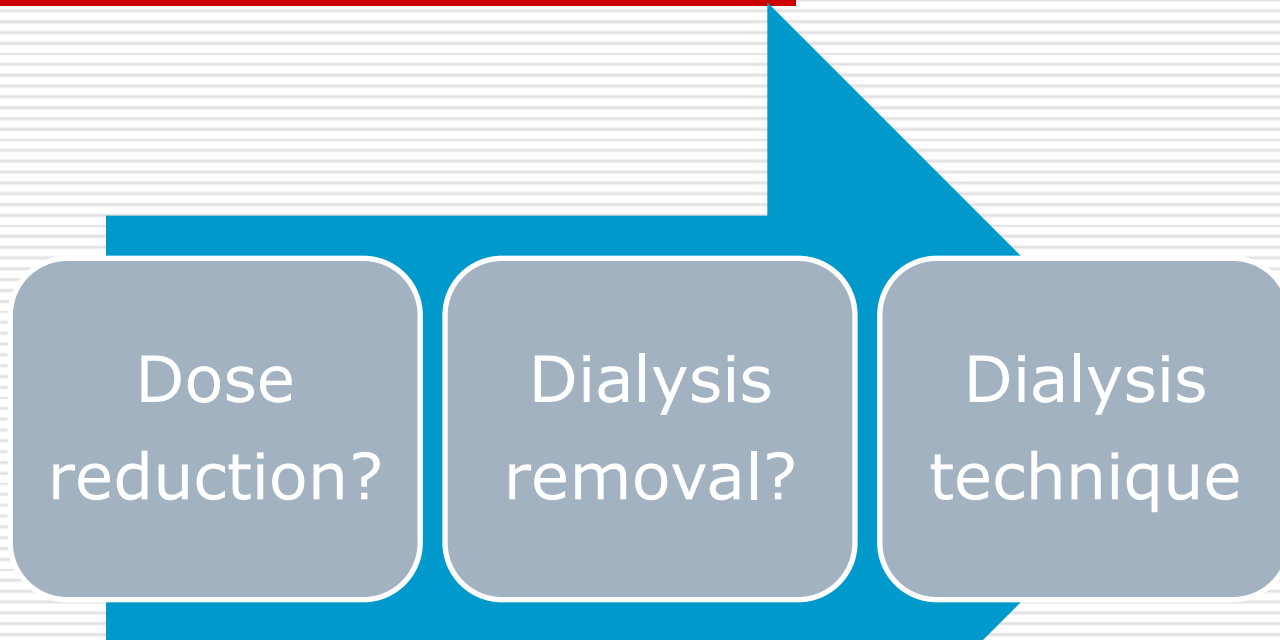 Dose
reduction?
Dialysis
removal?
Dialysis
technique